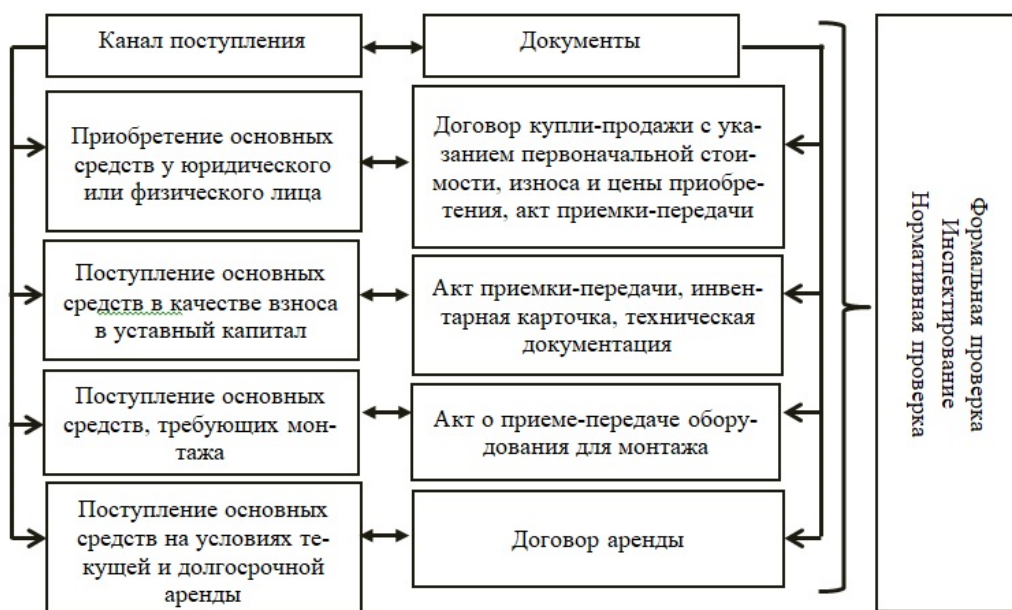 Канал поступления
Документы
Приобретение основных
средств у юридического
или физического лица
Договор купли-продажи с ука-
занием первоначальной стои-
мости, износа и цены приобре-
тения, акт приемки-передачи
Поступление основных
средств в качестве взноса
в уставный капитал
Акт приемки-передачи, инвен-
тарная карточка, техническая
документация
Поступление основных
средств, требующих мон-
тажа
Акт о приеме-передаче обору-
дования для монтажа
Поступление основных
средств на условиях те-
кущей и долгосрочной
аренды
Договор аренды
Формальная проверка
Инспектирование
Нормативная проверка